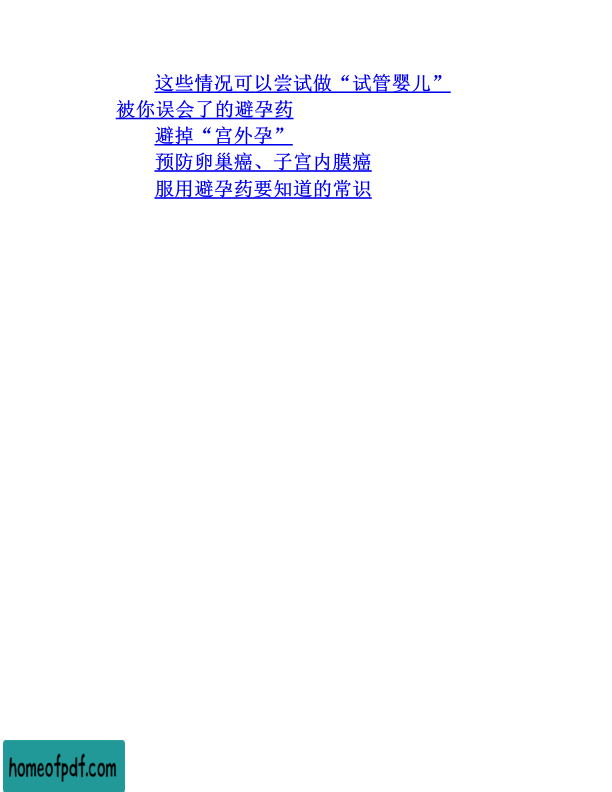 这些情况可以尝试做“试管婴儿”
被你误会了的避孕药
避掉“宫外孕”
预防卵巢癌、子宫内膜癌
服用避孕药要知道的常识
homeofpdf.com